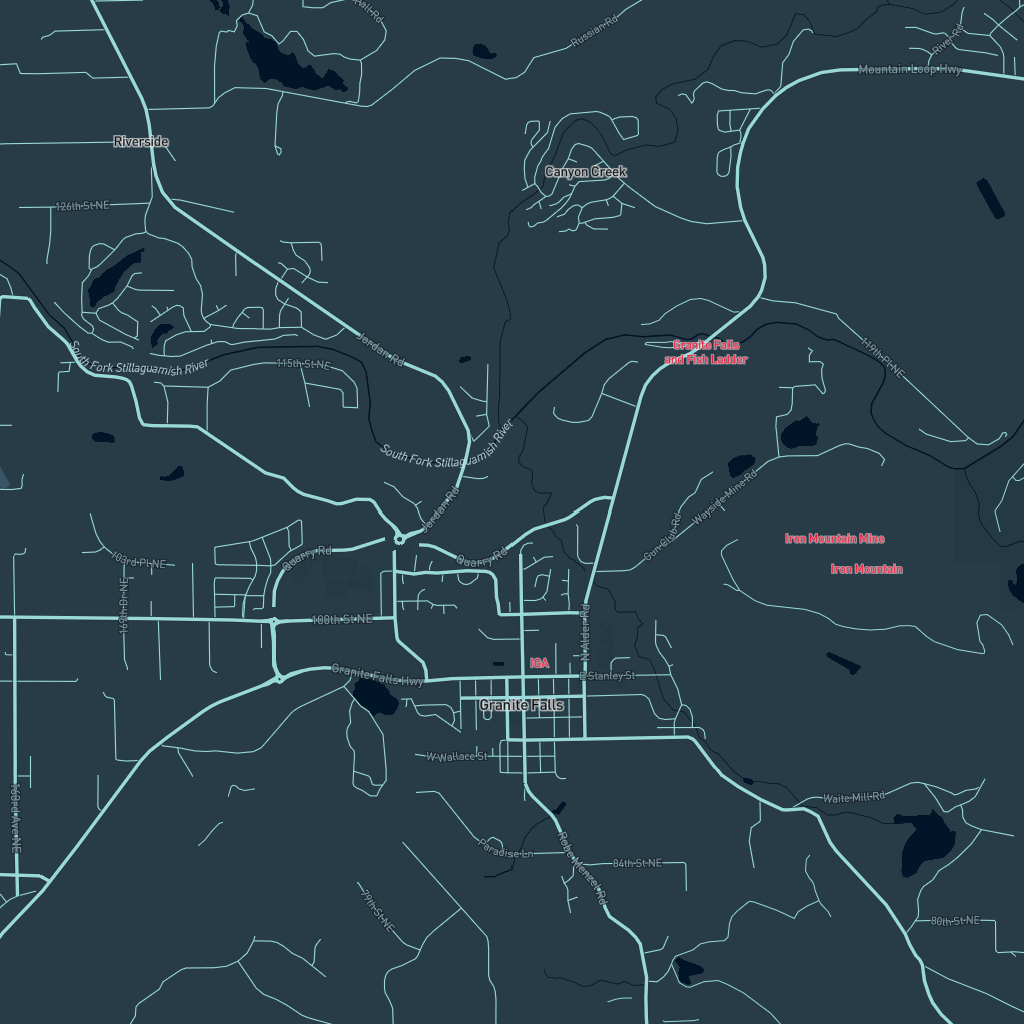 Hall Rd
Russian Rd
River Rd
Mountain Loop Hwy
Riverside
Canyon Creek
126th St NE
South Fork Stillaguamish River
Jordan Rd
115th St NE
Granite Falls
and Fish Ladder
119th Pl NE
South Fork Stillaguamish River
Jordan Rd
Wayside Mine Rd
Gun Club Rd
Iron Mountain Mine
Iron Mountain
103rd Pl NE
Quarry Rd
Quarry Rd
169th Dr NE
100th St NE
N Alder Rd
IGA
Granite Falls Hwy
E Stanley St
Granite Falls
W Wallace St
163rd Ave NE
Waite Mill Rd
Paradise Ln
Robe Menzel Rd
84th St NE
79th St NE
80th St NE